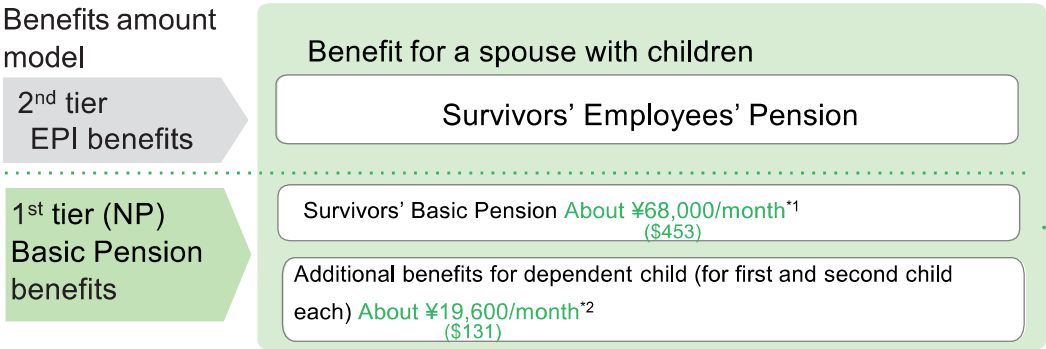 Benefits amount
model
Benefit for a spouse with children
2nd tier
EPI benefits
Survivors’ Employees’ Pension
1st tier (NP)
Basic Pension
benefits
Survivors’ Basic Pension About ¥68,000/month*1
($453)
Additional benefits for dependent child (for first and second child
each) About ¥19,600/month*2
($131)